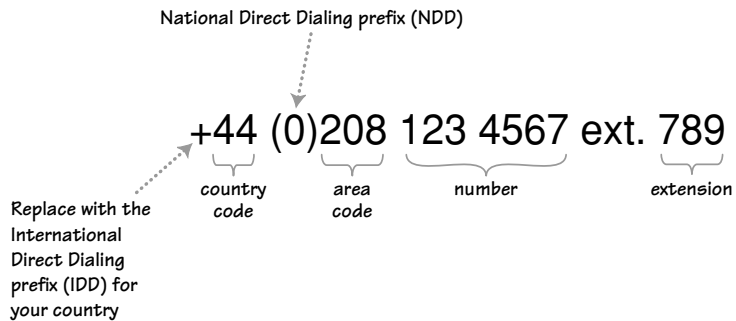 National Direct Dialing prefix (NDD)
+44 (0)208 123 4567 ext. 789
country
code
area
code
number
extension
Replace with the
International
Direct Dialing
prefix (IDD) for
your country